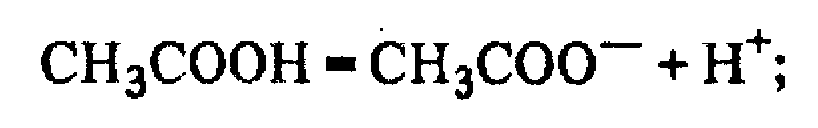 CH₃COOH = CH₃COO⁻ + H⁺;